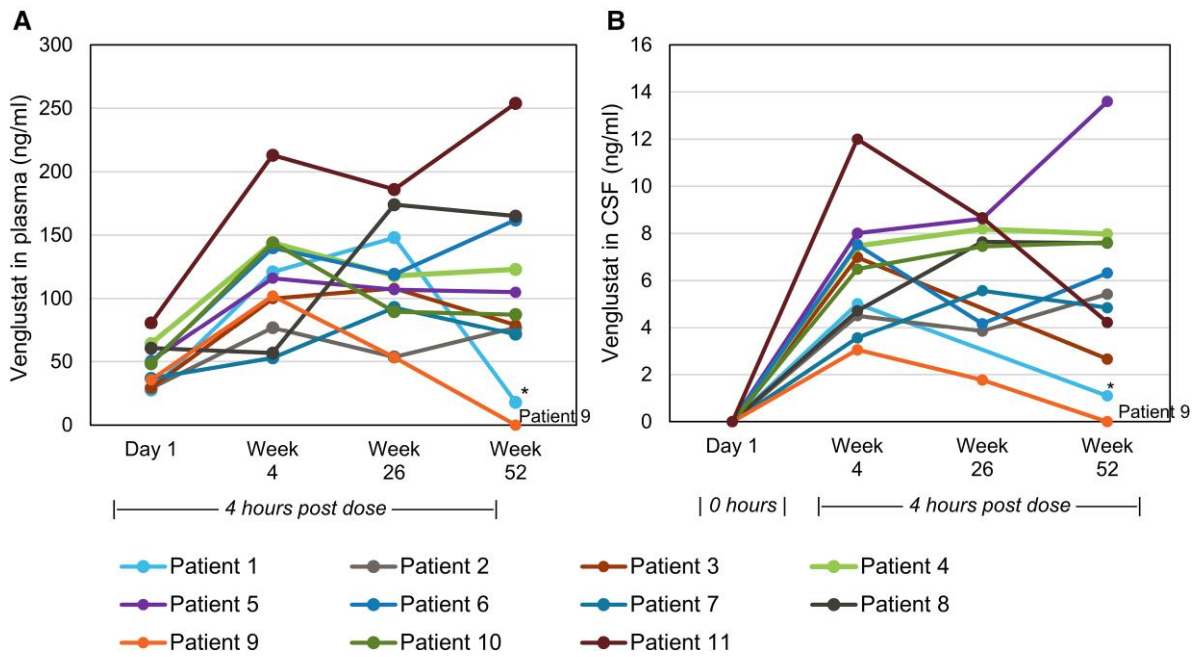 A
Venglustat in plasma (ng/ml)
300
250
200
150
100
50
0
*
Patient 9
Day 1
Week
4
Week
26
Week
52
4 hours post dose
B
Venglustat in CSF (ng/ml)
16
14
12
10
8
6
4
2
0
*
Patient 9
Day 1
Week
4
Week
26
Week
52
0 hours
4 hours post dose
Patient 1
Patient 2
Patient 3
Patient 4
Patient 5
Patient 6
Patient 7
Patient 8
Patient 9
Patient 10
Patient 11